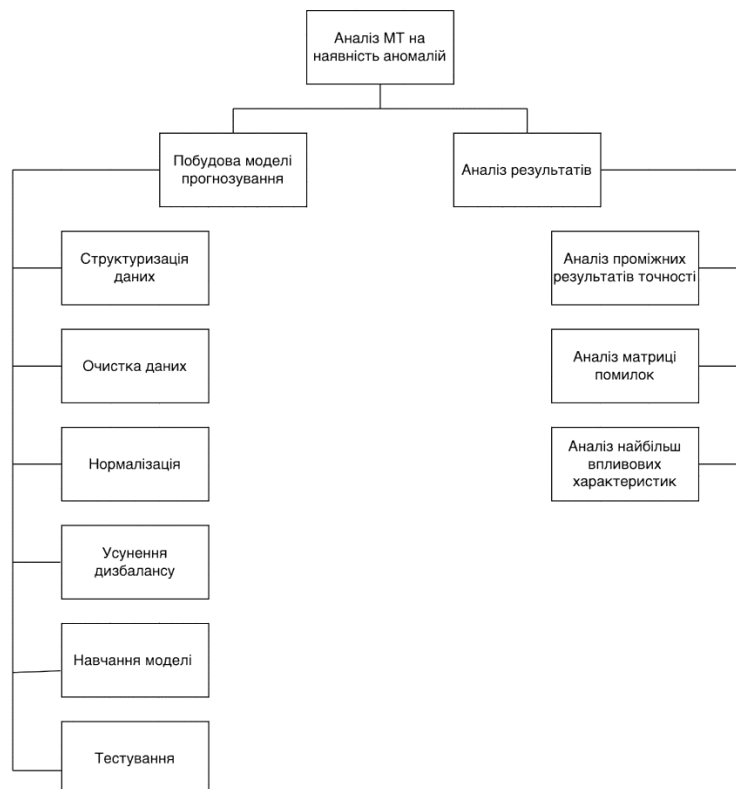 Аналіз МТ на
наявність аномалій
Побудова моделі
прогнозування
Аналіз результатів
Структуризація
даних
Очистка даних
Нормалізація
Усунення
дизбалансу
Навчання моделі
Тестування
Аналіз проміжних
результатів точності
Аналіз матриці
помилок
Аналіз найбільш
впливових
характеристик